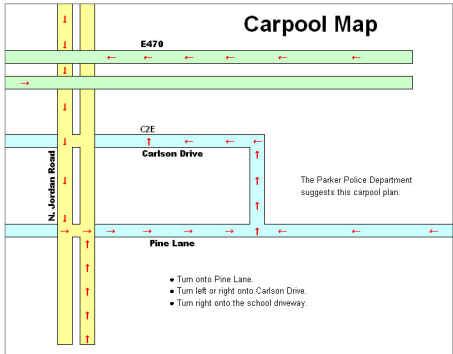 Carpool Map
E470
C2E
Carlson Drive
N. Jordan Road
The Parker Police Department
suggests this carpool plan.
Pine Lane
• Turn onto Pine Lane.
• Turn left or right onto Carlson Drive.
• Turn right onto the school driveway.